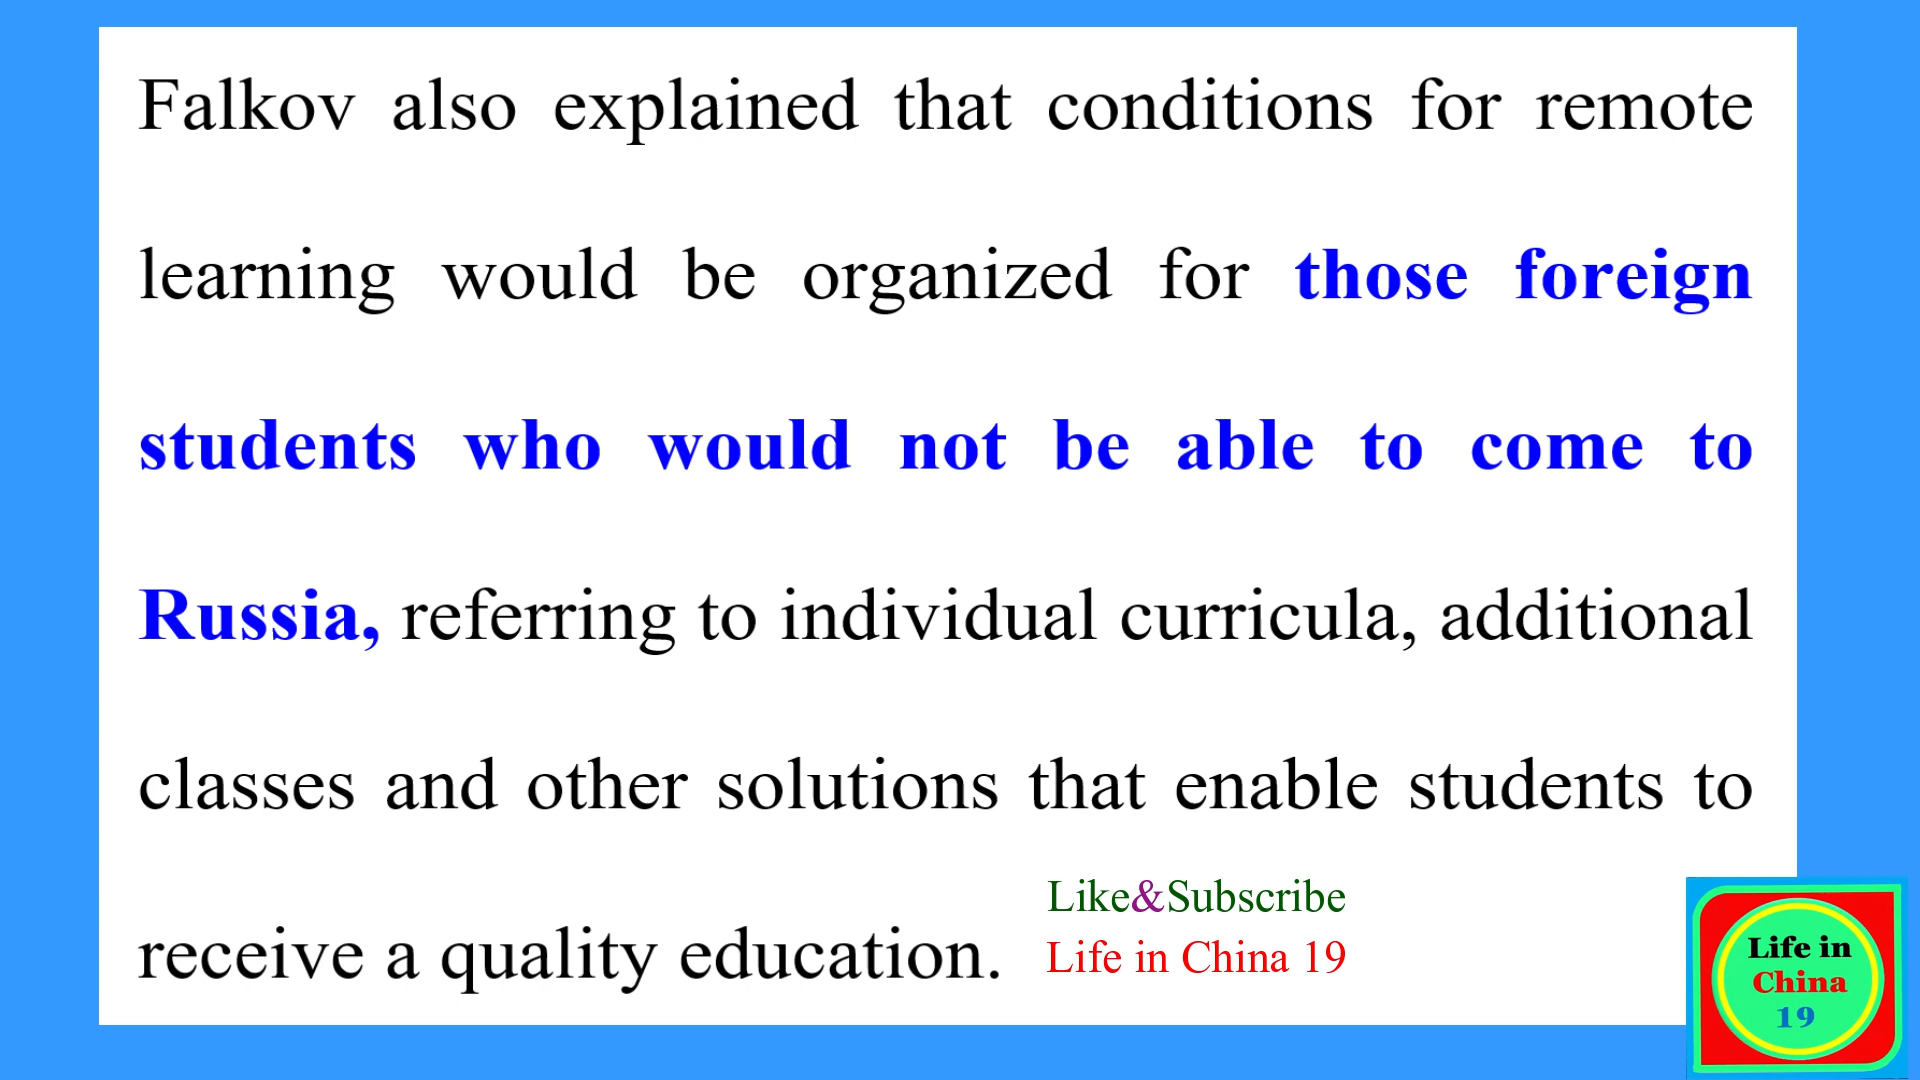 Falkov also explained that conditions for remote
learning would be organized for those foreign
students who would not be able to come to
Russia, referring to individual curricula, additional
classes and other solutions that enable students to
receive a quality education.
Like&Subscribe
Life in China 19
Life in
China
19